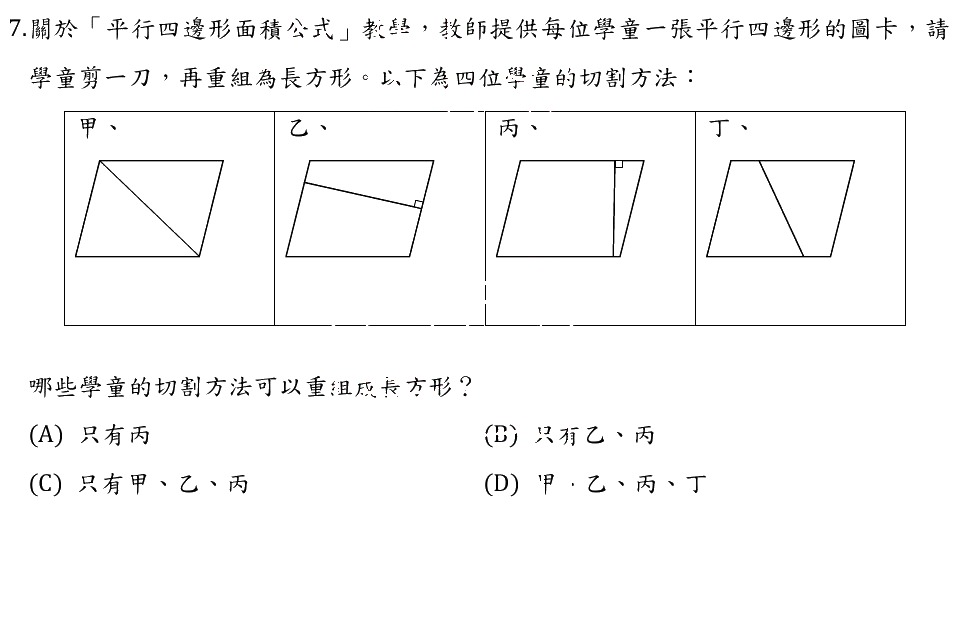 7.關於「平行四邊形面積公式」教學，教師提供每位學童一張平行四邊形的圖卡，請
學童剪一刀，再重組為長方形。以下為四位學童的切割方法：
甲、 乙、 丙、 丁、
哪些學童的切割方法可以重組成長方形？
(A) 只有丙 (B) 只有乙、丙
(C) 只有甲、乙、丙 (D) 甲、乙、丙、丁